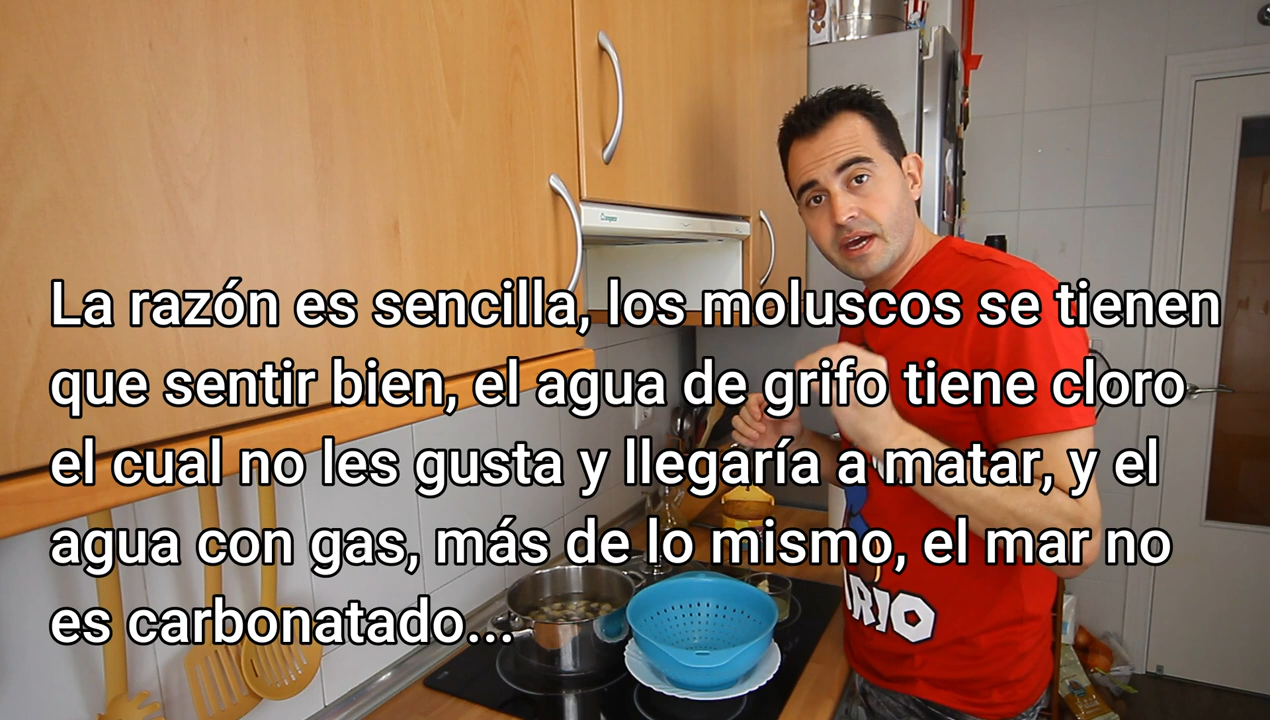 La razón es sencilla, los moluscos se tienen
que sentir bien, el agua de grifo tiene cloro
el cual no les gusta y llegaría a matar, y el
agua con gas, más de lo mismo, el mar no
es carbonatado...
RIO